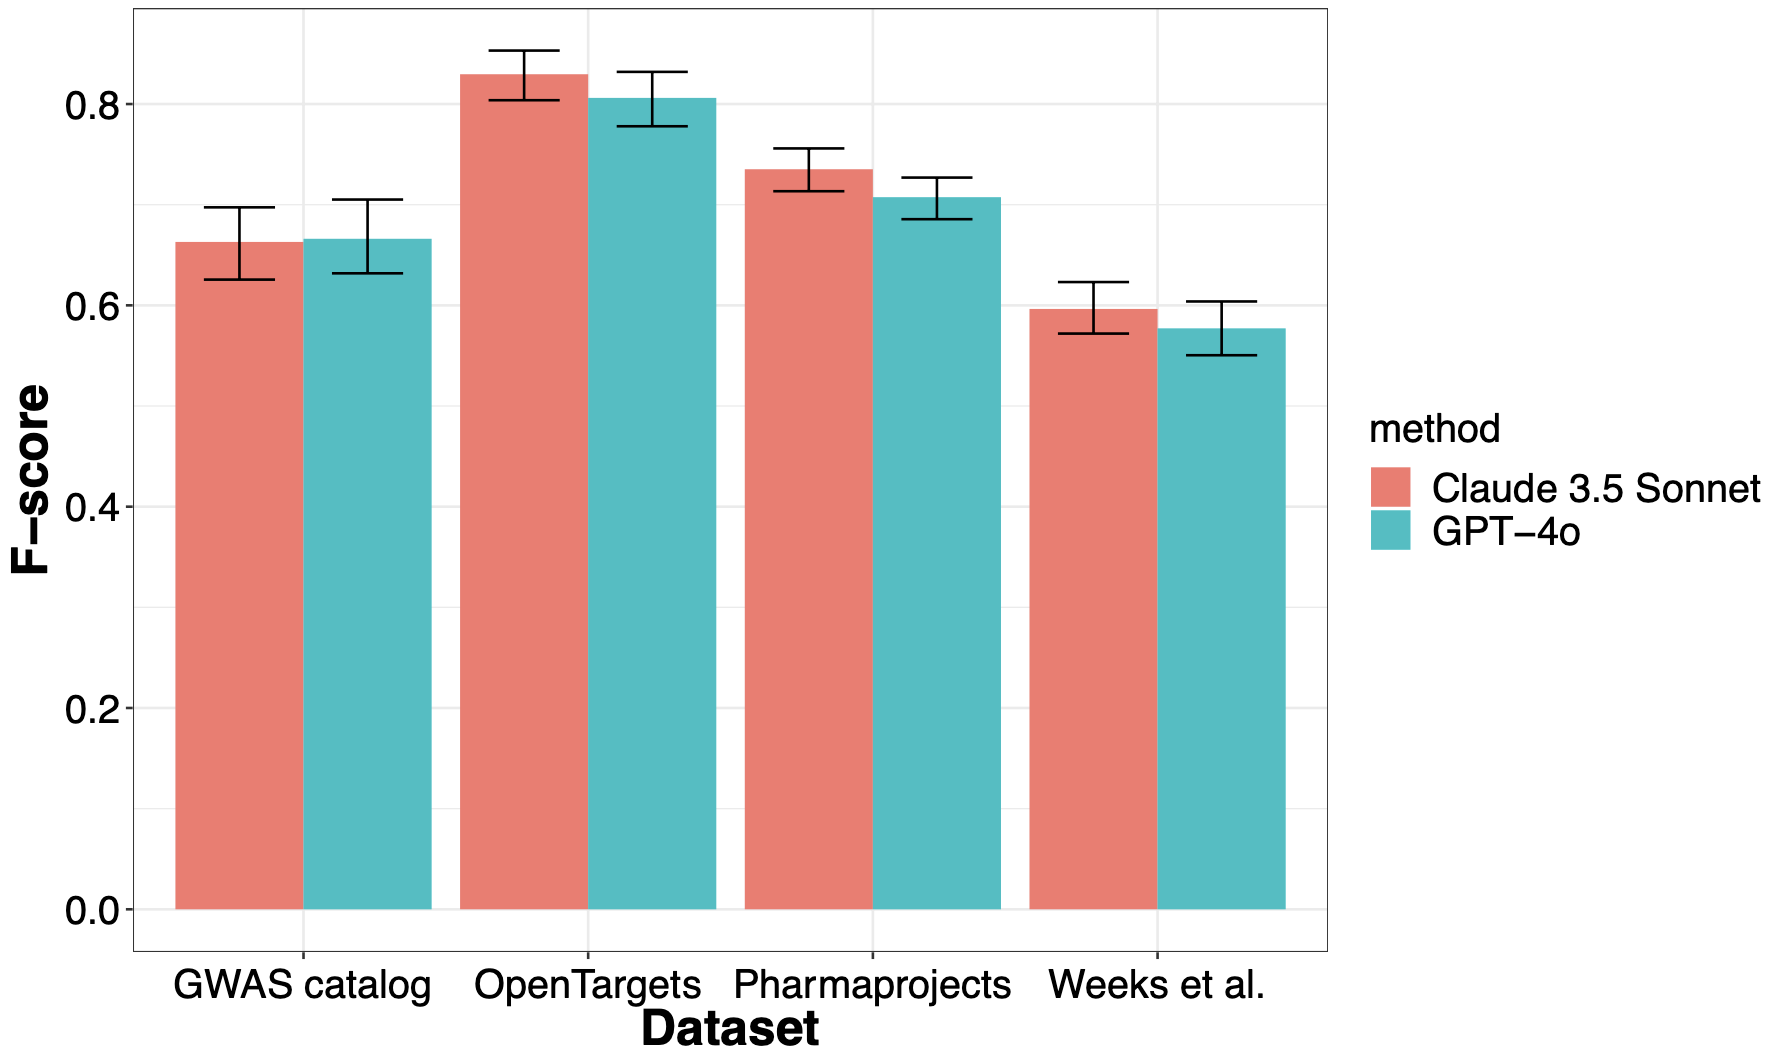 F−score
0.8
0.6
0.4
0.2
0.0
GWAS catalog
OpenTargets
Pharmaprojects
Weeks et al.
Dataset
method
Claude 3.5 Sonnet
GPT−4o